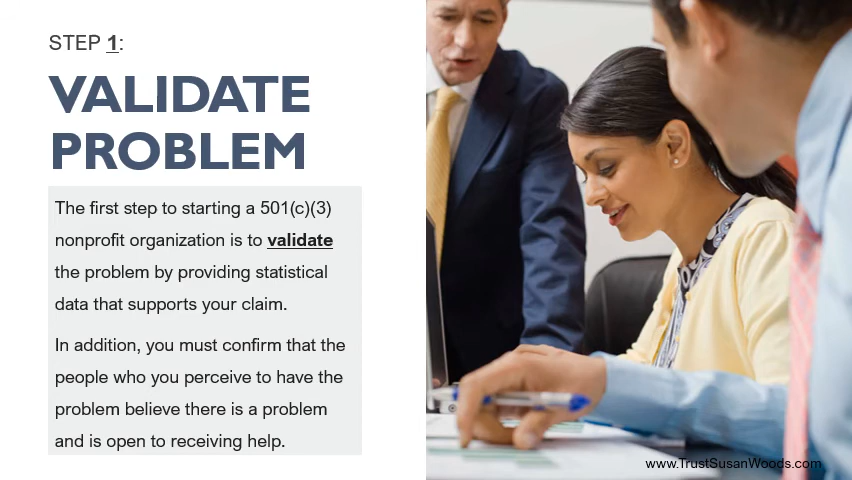 STEP 1:
VALIDATE
PROBLEM
The first step to starting a 501(c)(3)
nonprofit organization is to validate
the problem by providing statistical
data that supports your claim.
In addition, you must confirm that the
people who you perceive to have the
problem believe there is a problem
and is open to receiving help.
www.TrustSusanWoods.com